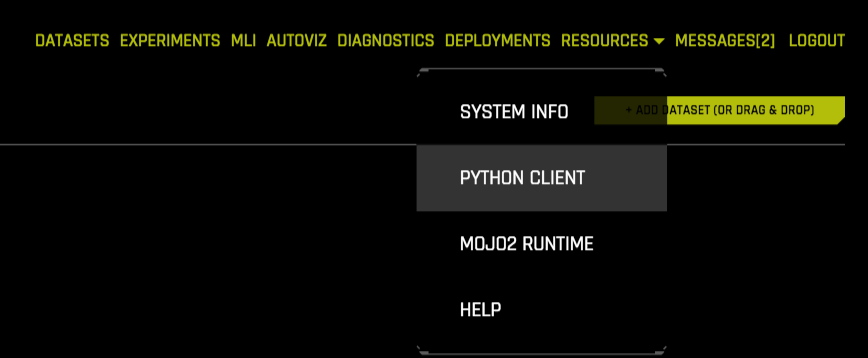 DATASETS EXPERIMENTS MLI AUTOVIZ DIAGNOSTICS DEPLOYMENTS RESOURCES MESSAGES[2] LOGOUT
SYSTEM INFO
+ ADD DATASET (OR DRAG & DROP)
PYTHON CLIENT
MOJO2 RUNTIME
HELP